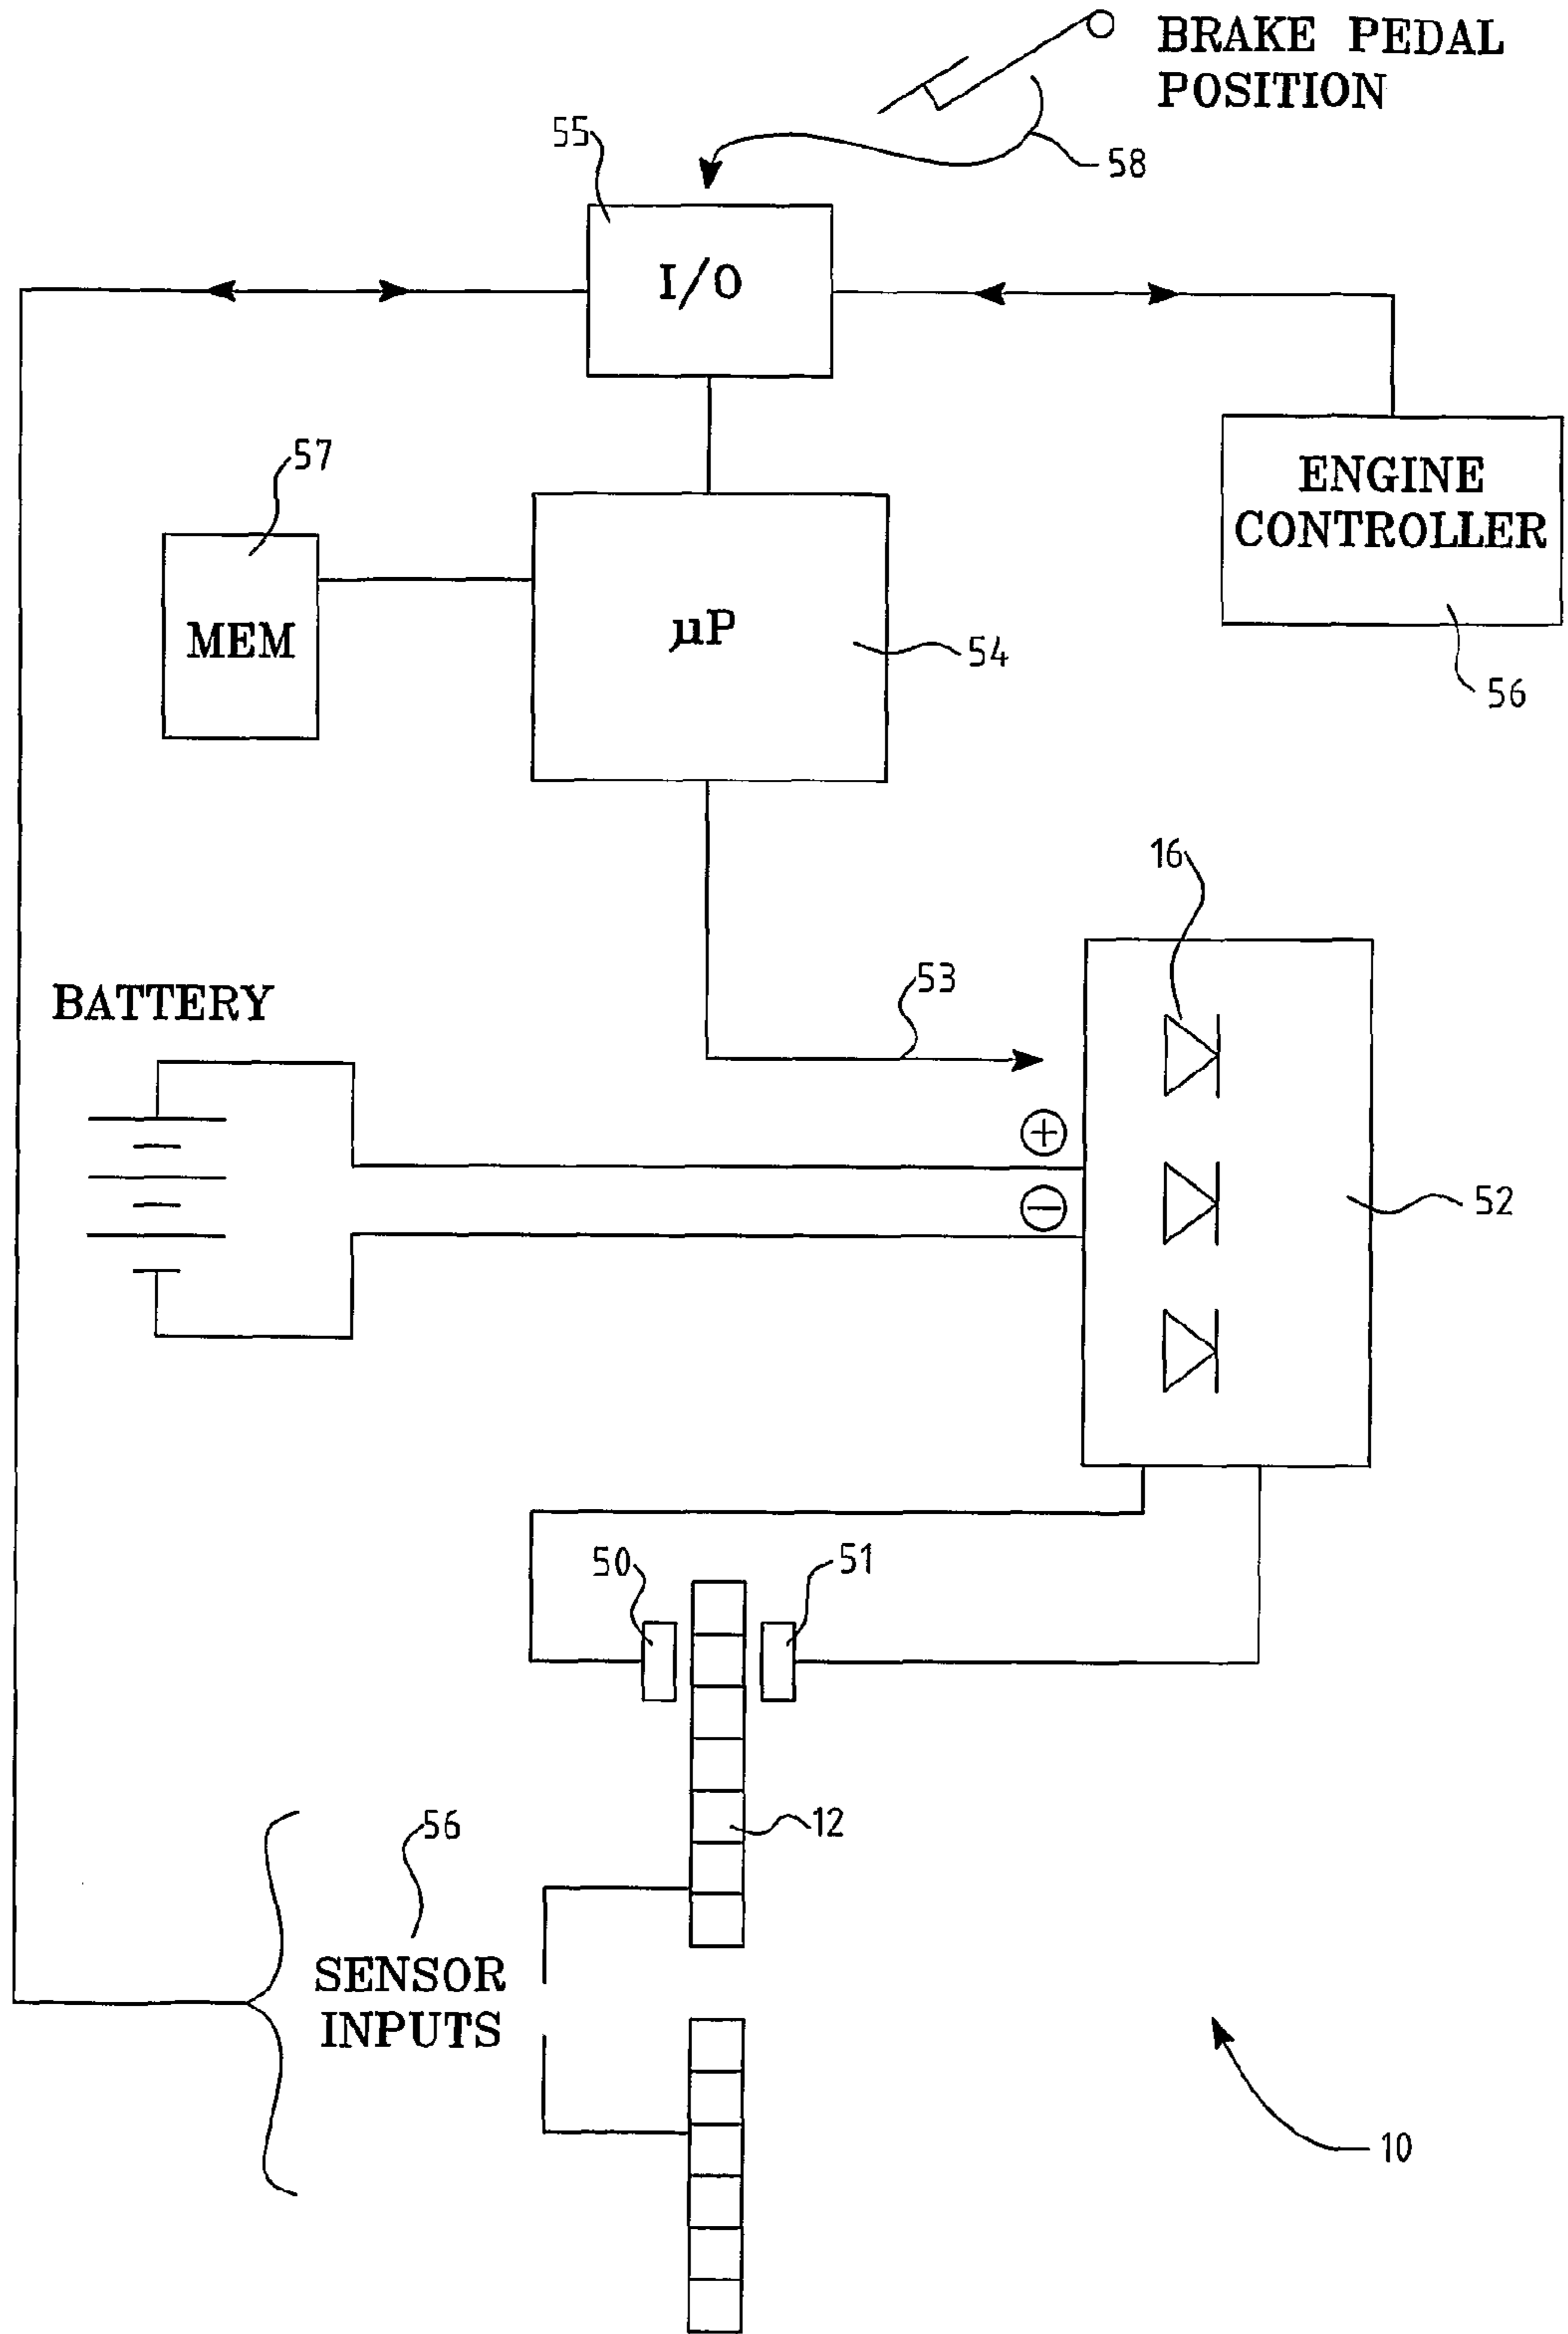 BRAKE PEDAL
POSITION
55
58
I/O
57
ENGINE
CONTROLLER
MEM
µP
54
56
16
53
BATTERY
+
−
52
50
51
12
56
SENSOR
INPUTS
10